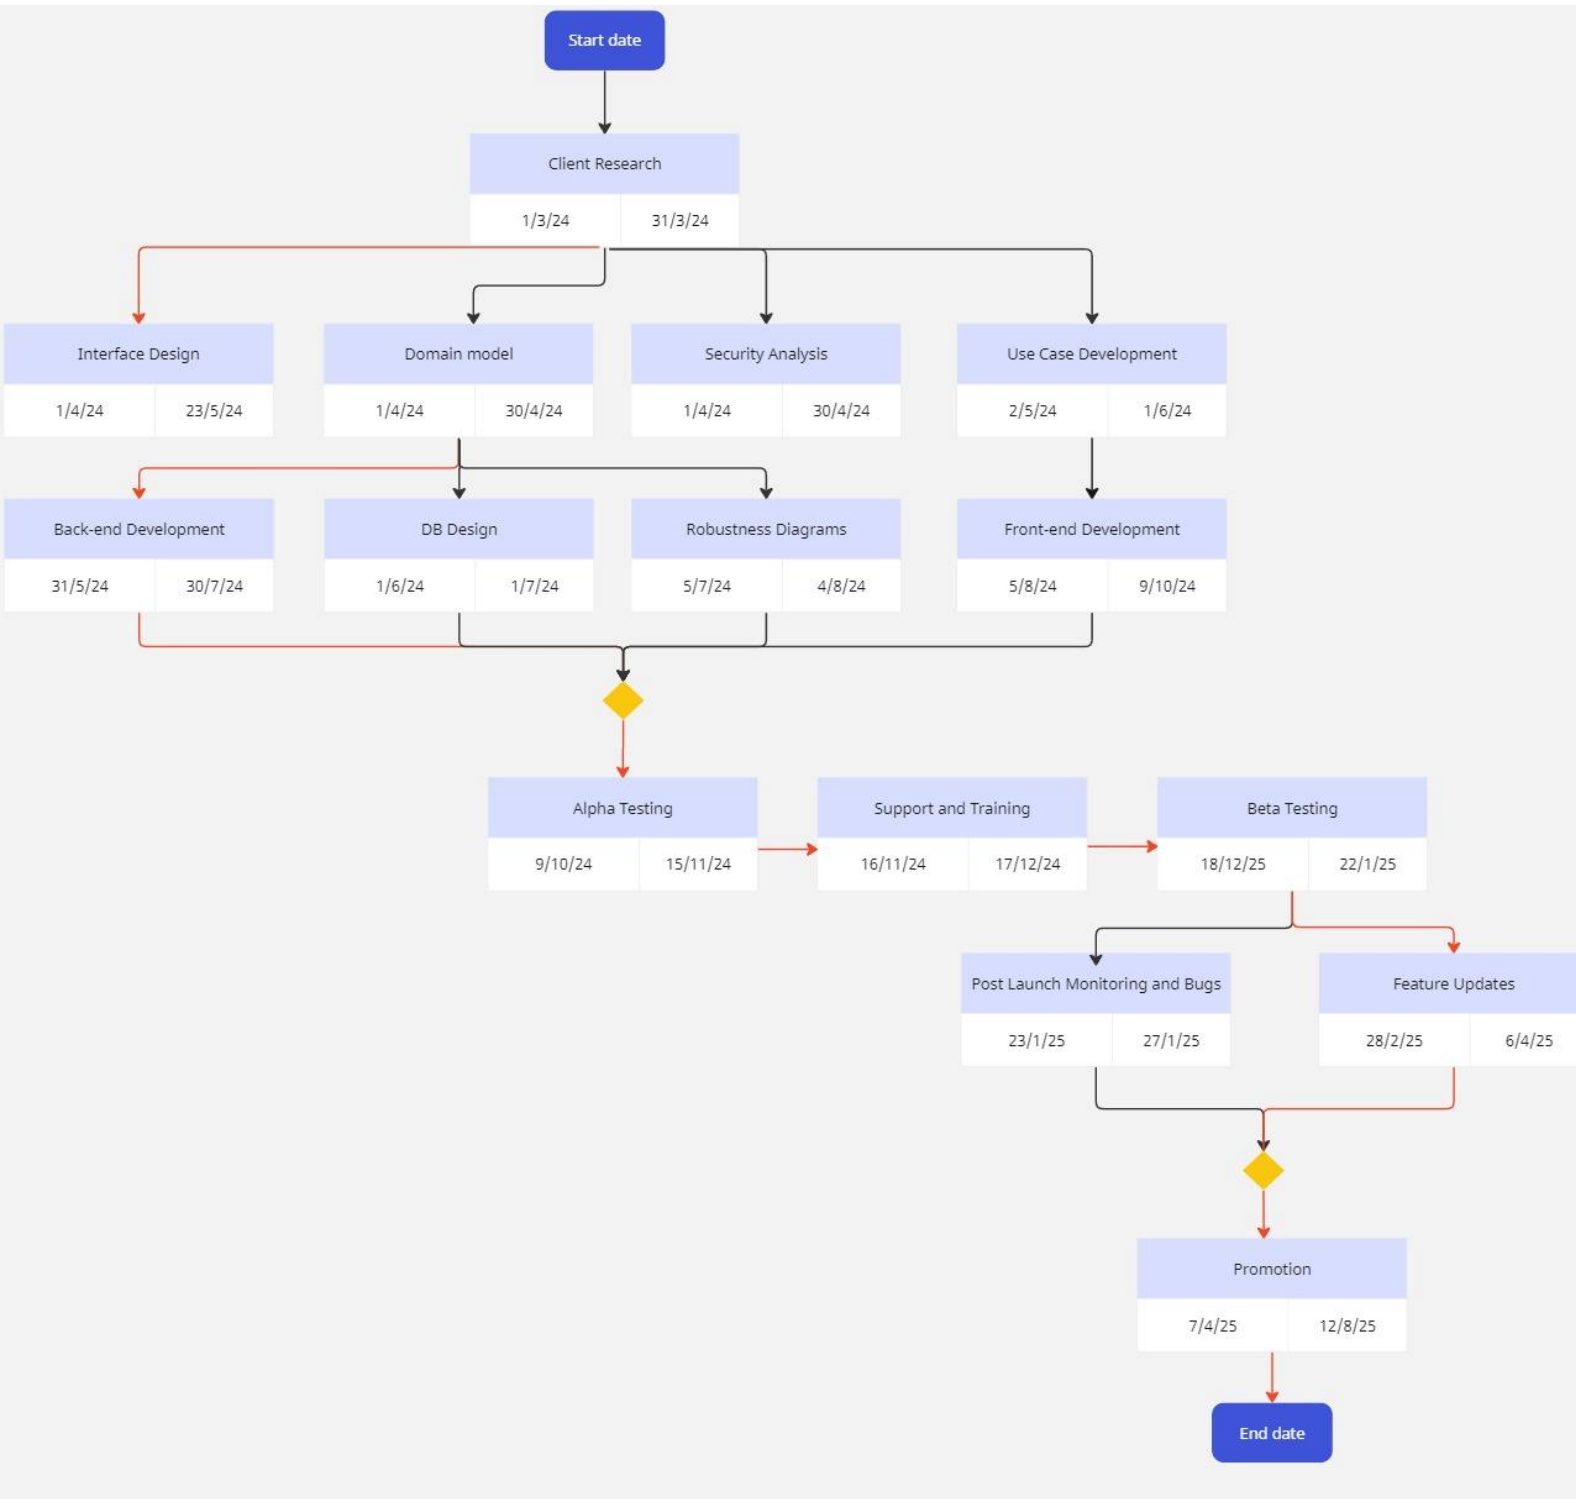 Start date
Client Research
1/3/24 31/3/24
Interface Design Domain model Security Analysis Use Case Development
1/4/24 23/5/24 1/4/24 30/4/24 1/4/24 30/4/24 2/5/24 1/6/24
Back-end Development DB Design Robustness Diagrams Front-end Development
31/5/24 30/7/24 1/6/24 1/7/24 5/7/24 4/8/24 5/8/24 9/10/24
Alpha Testing Support and Training Beta Testing
9/10/24 15/11/24 16/11/24 17/12/24 18/12/25 22/1/25
Post Launch Monitoring and Bugs Feature Updates
23/1/25 27/1/25 28/2/25 6/4/25
Promotion
7/4/25 12/8/25
End date